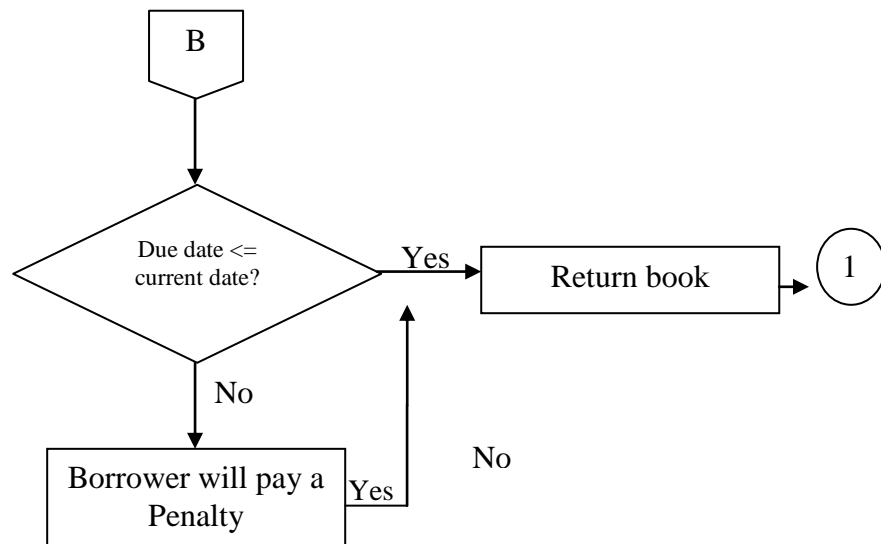 B
Due date <=
current date?
Yes
Return book
1
No
No
Borrower will pay a
Penalty
Yes